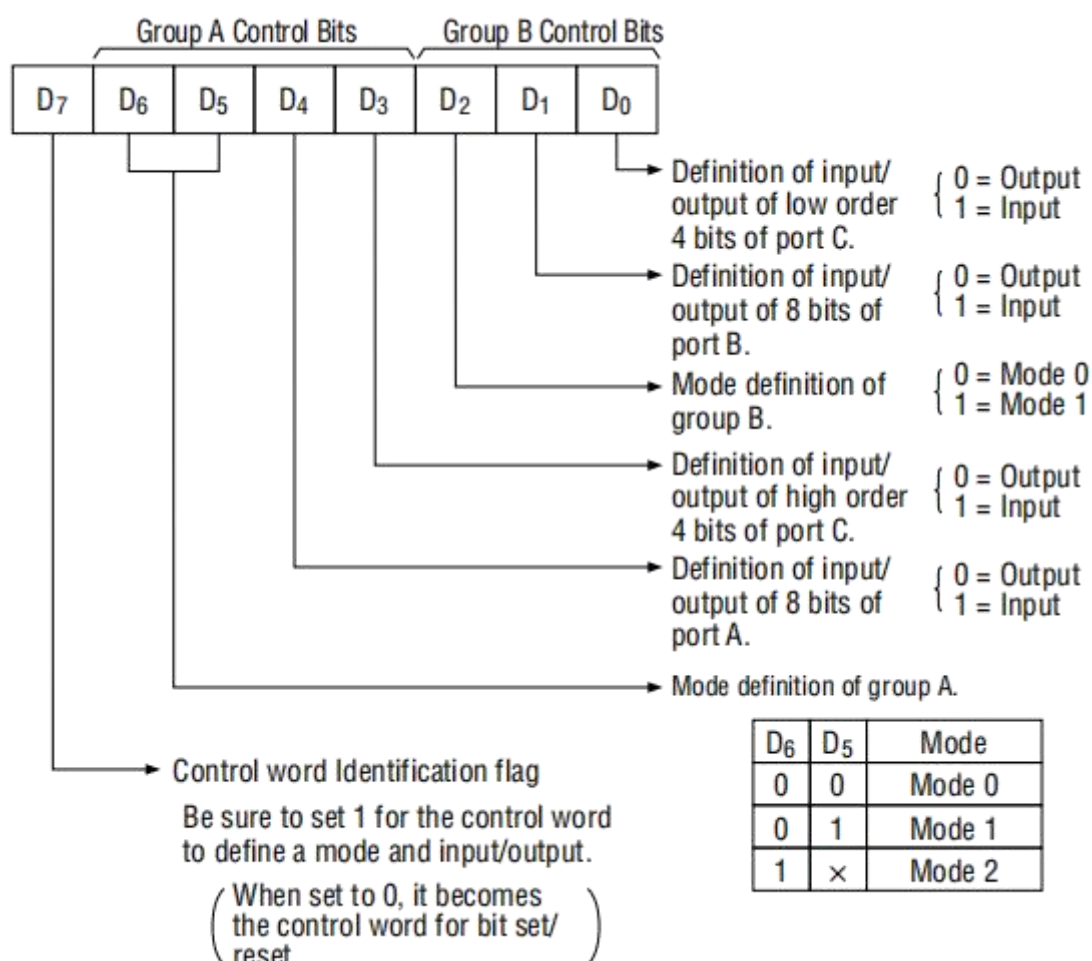 Group A Control Bits Group B Control Bits
D7 D6 D5 D4 D3 D2 D1 D0
Definition of input/
output of low order
4 bits of port C.
0 = Output
1 = Input
Definition of input/
output of 8 bits of
port B.
0 = Output
1 = Input
Mode definition of
group B.
0 = Mode 0
1 = Mode 1
Definition of input/
output of high order
4 bits of port C.
0 = Output
1 = Input
Definition of input/
output of 8 bits of
port A.
0 = Output
1 = Input
Mode definition of group A.
D6 D5 Mode
0 0 Mode 0
0 1 Mode 1
1 × Mode 2
Control word Identification flag
Be sure to set 1 for the control word
to define a mode and input/output.
When set to 0, it becomes
the control word for bit set/
reset